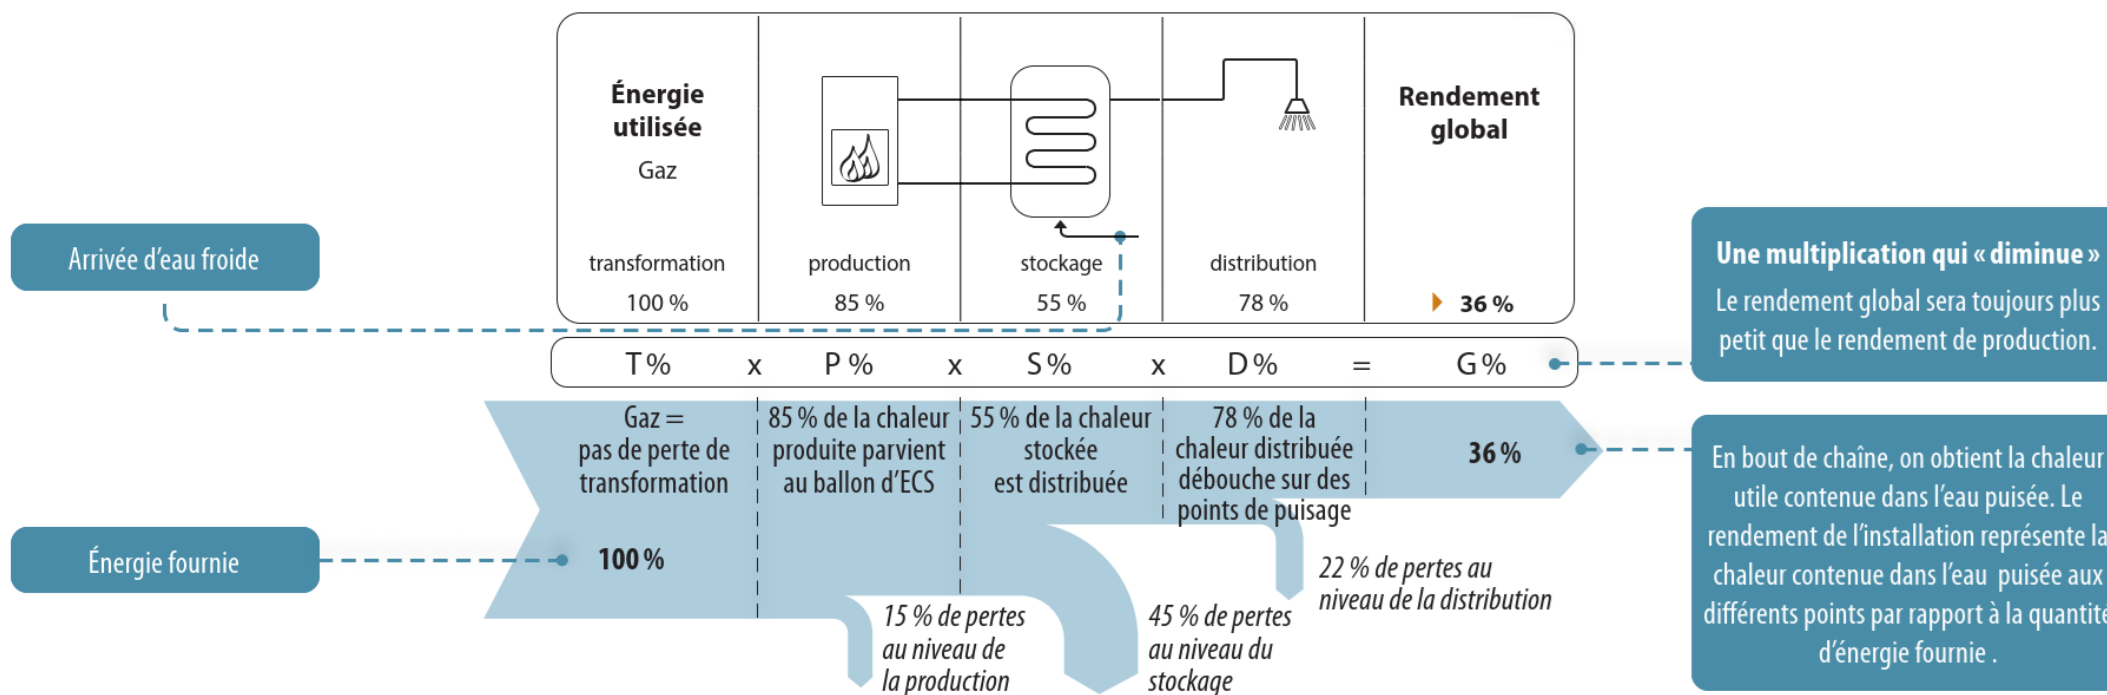 Énergie
utilisée
Gaz
Rendement
global
transformation
production
stockage
distribution
100 %
85 %
55 %
78 %
36 %
Arrivée d’eau froide
T % x P % x S % x D % = G %
Une multiplication qui « diminue »
Le rendement global sera toujours plus
petit que le rendement de production.
Gaz =
pas de perte de
transformation
100 %
85 % de la chaleur
produite parvient
au ballon d’ECS
55 % de la chaleur
stockée
est distribuée
78 % de la
chaleur distribuée
débouche sur des
points de puisage
36 %
Énergie fournie
15 % de pertes
au niveau de
la production
45 % de pertes
au niveau du
stockage
22 % de pertes au
niveau de la distribution
En bout de chaîne, on obtient la chaleur
utile contenue dans l’eau puisée. Le
rendement de l’installation représente la
chaleur contenue dans l’eau puisée aux
différents points par rapport à la quantité
d’énergie fournie .